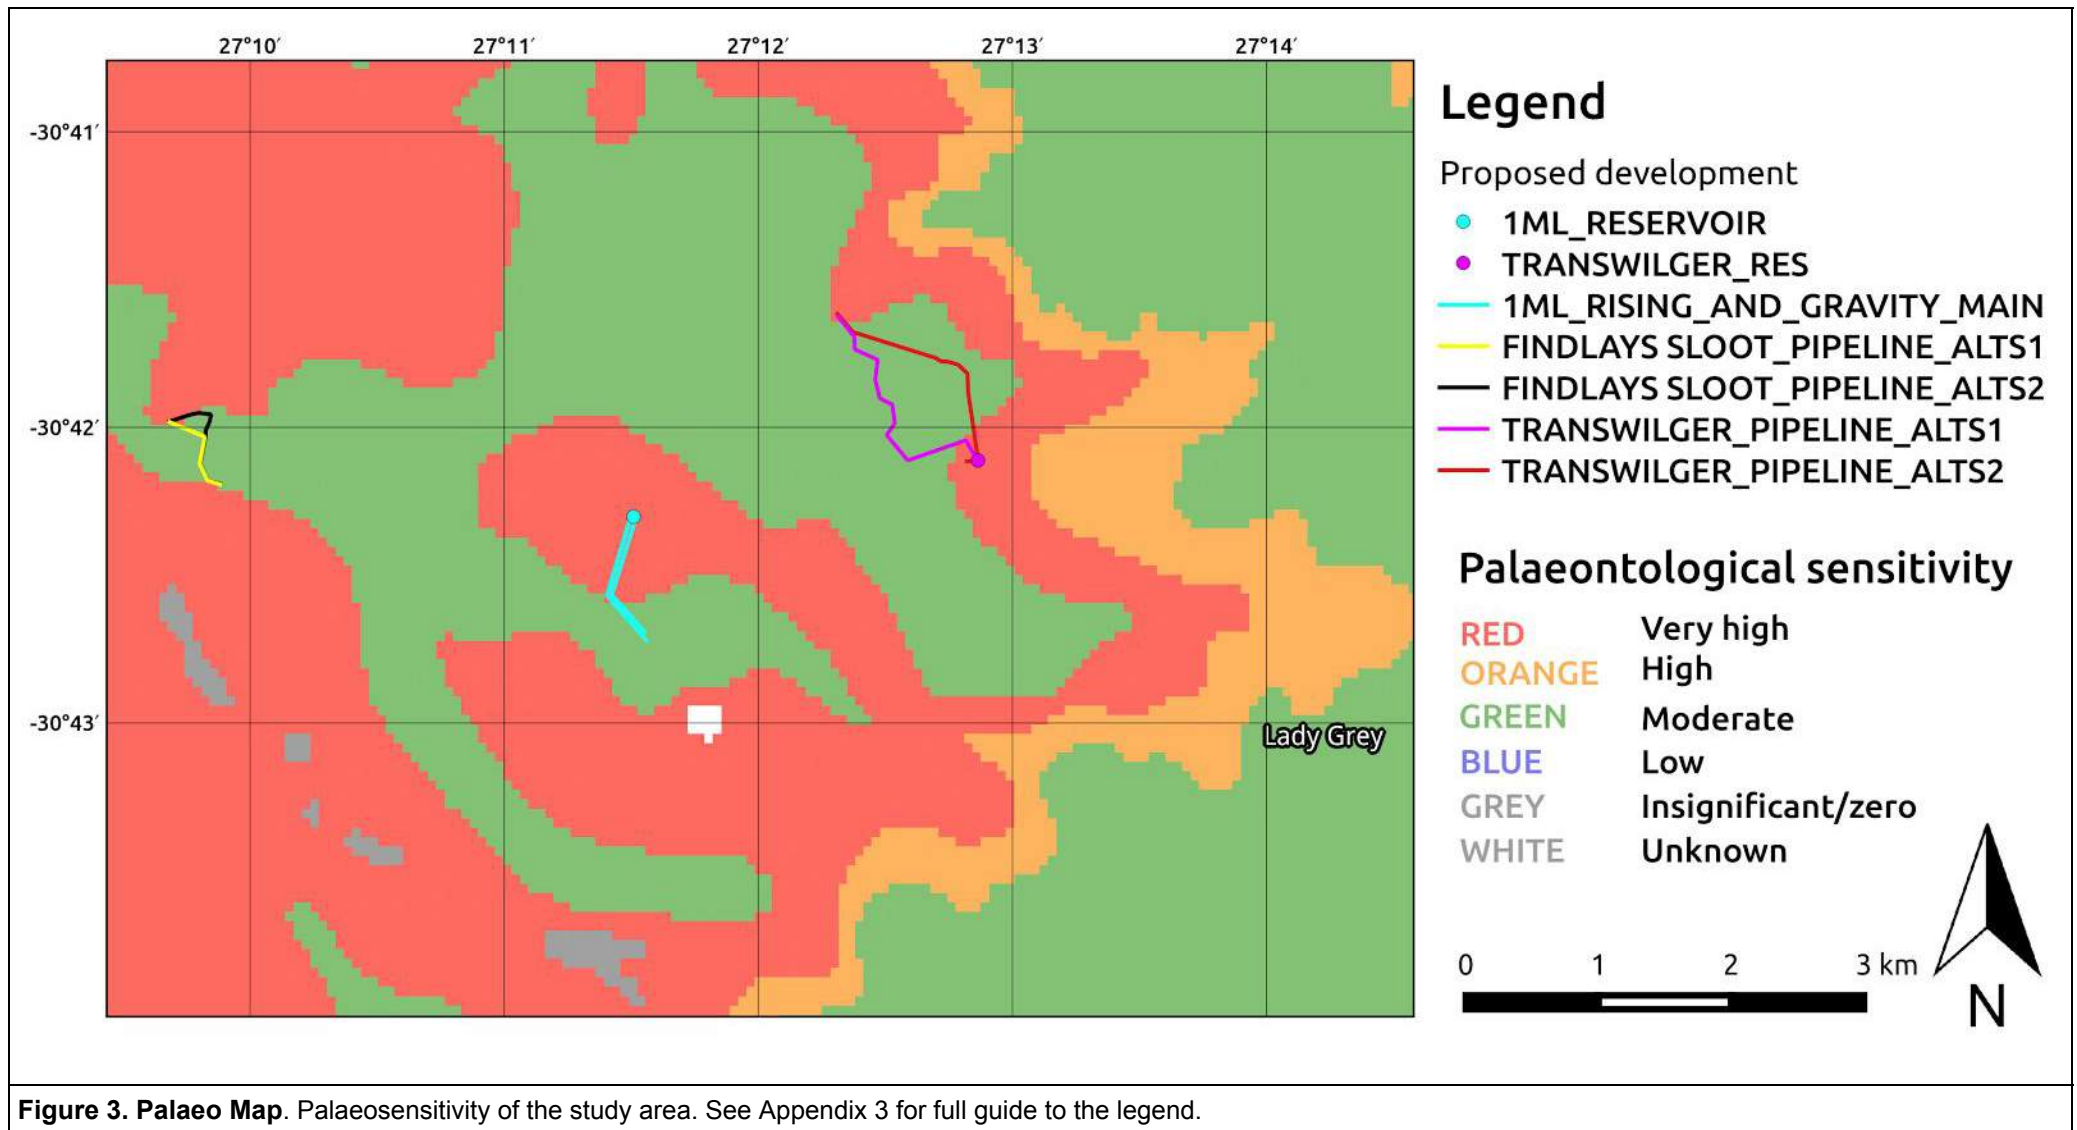 27°10′ 27°11′ 27°12′ 27°13′ 27°14′
-30°41′
-30°42′
-30°43′
Lady Grey
Legend
Proposed development
1ML_RESERVOIR
TRANSWILGER_RES
1ML_RISING_AND_GRAVITY_MAIN
FINDLAYS SLOOT_PIPELINE_ALTS1
FINDLAYS SLOOT_PIPELINE_ALTS2
TRANSWILGER_PIPELINE_ALTS1
TRANSWILGER_PIPELINE_ALTS2
Palaeontological sensitivity
RED Very high
ORANGE High
GREEN Moderate
BLUE Low
GREY Insignificant/zero
WHITE Unknown
0 1 2 3 km
N
Figure 3. Palaeo Map. Palaeosensitivity of the study area. See Appendix 3 for full guide to the legend.